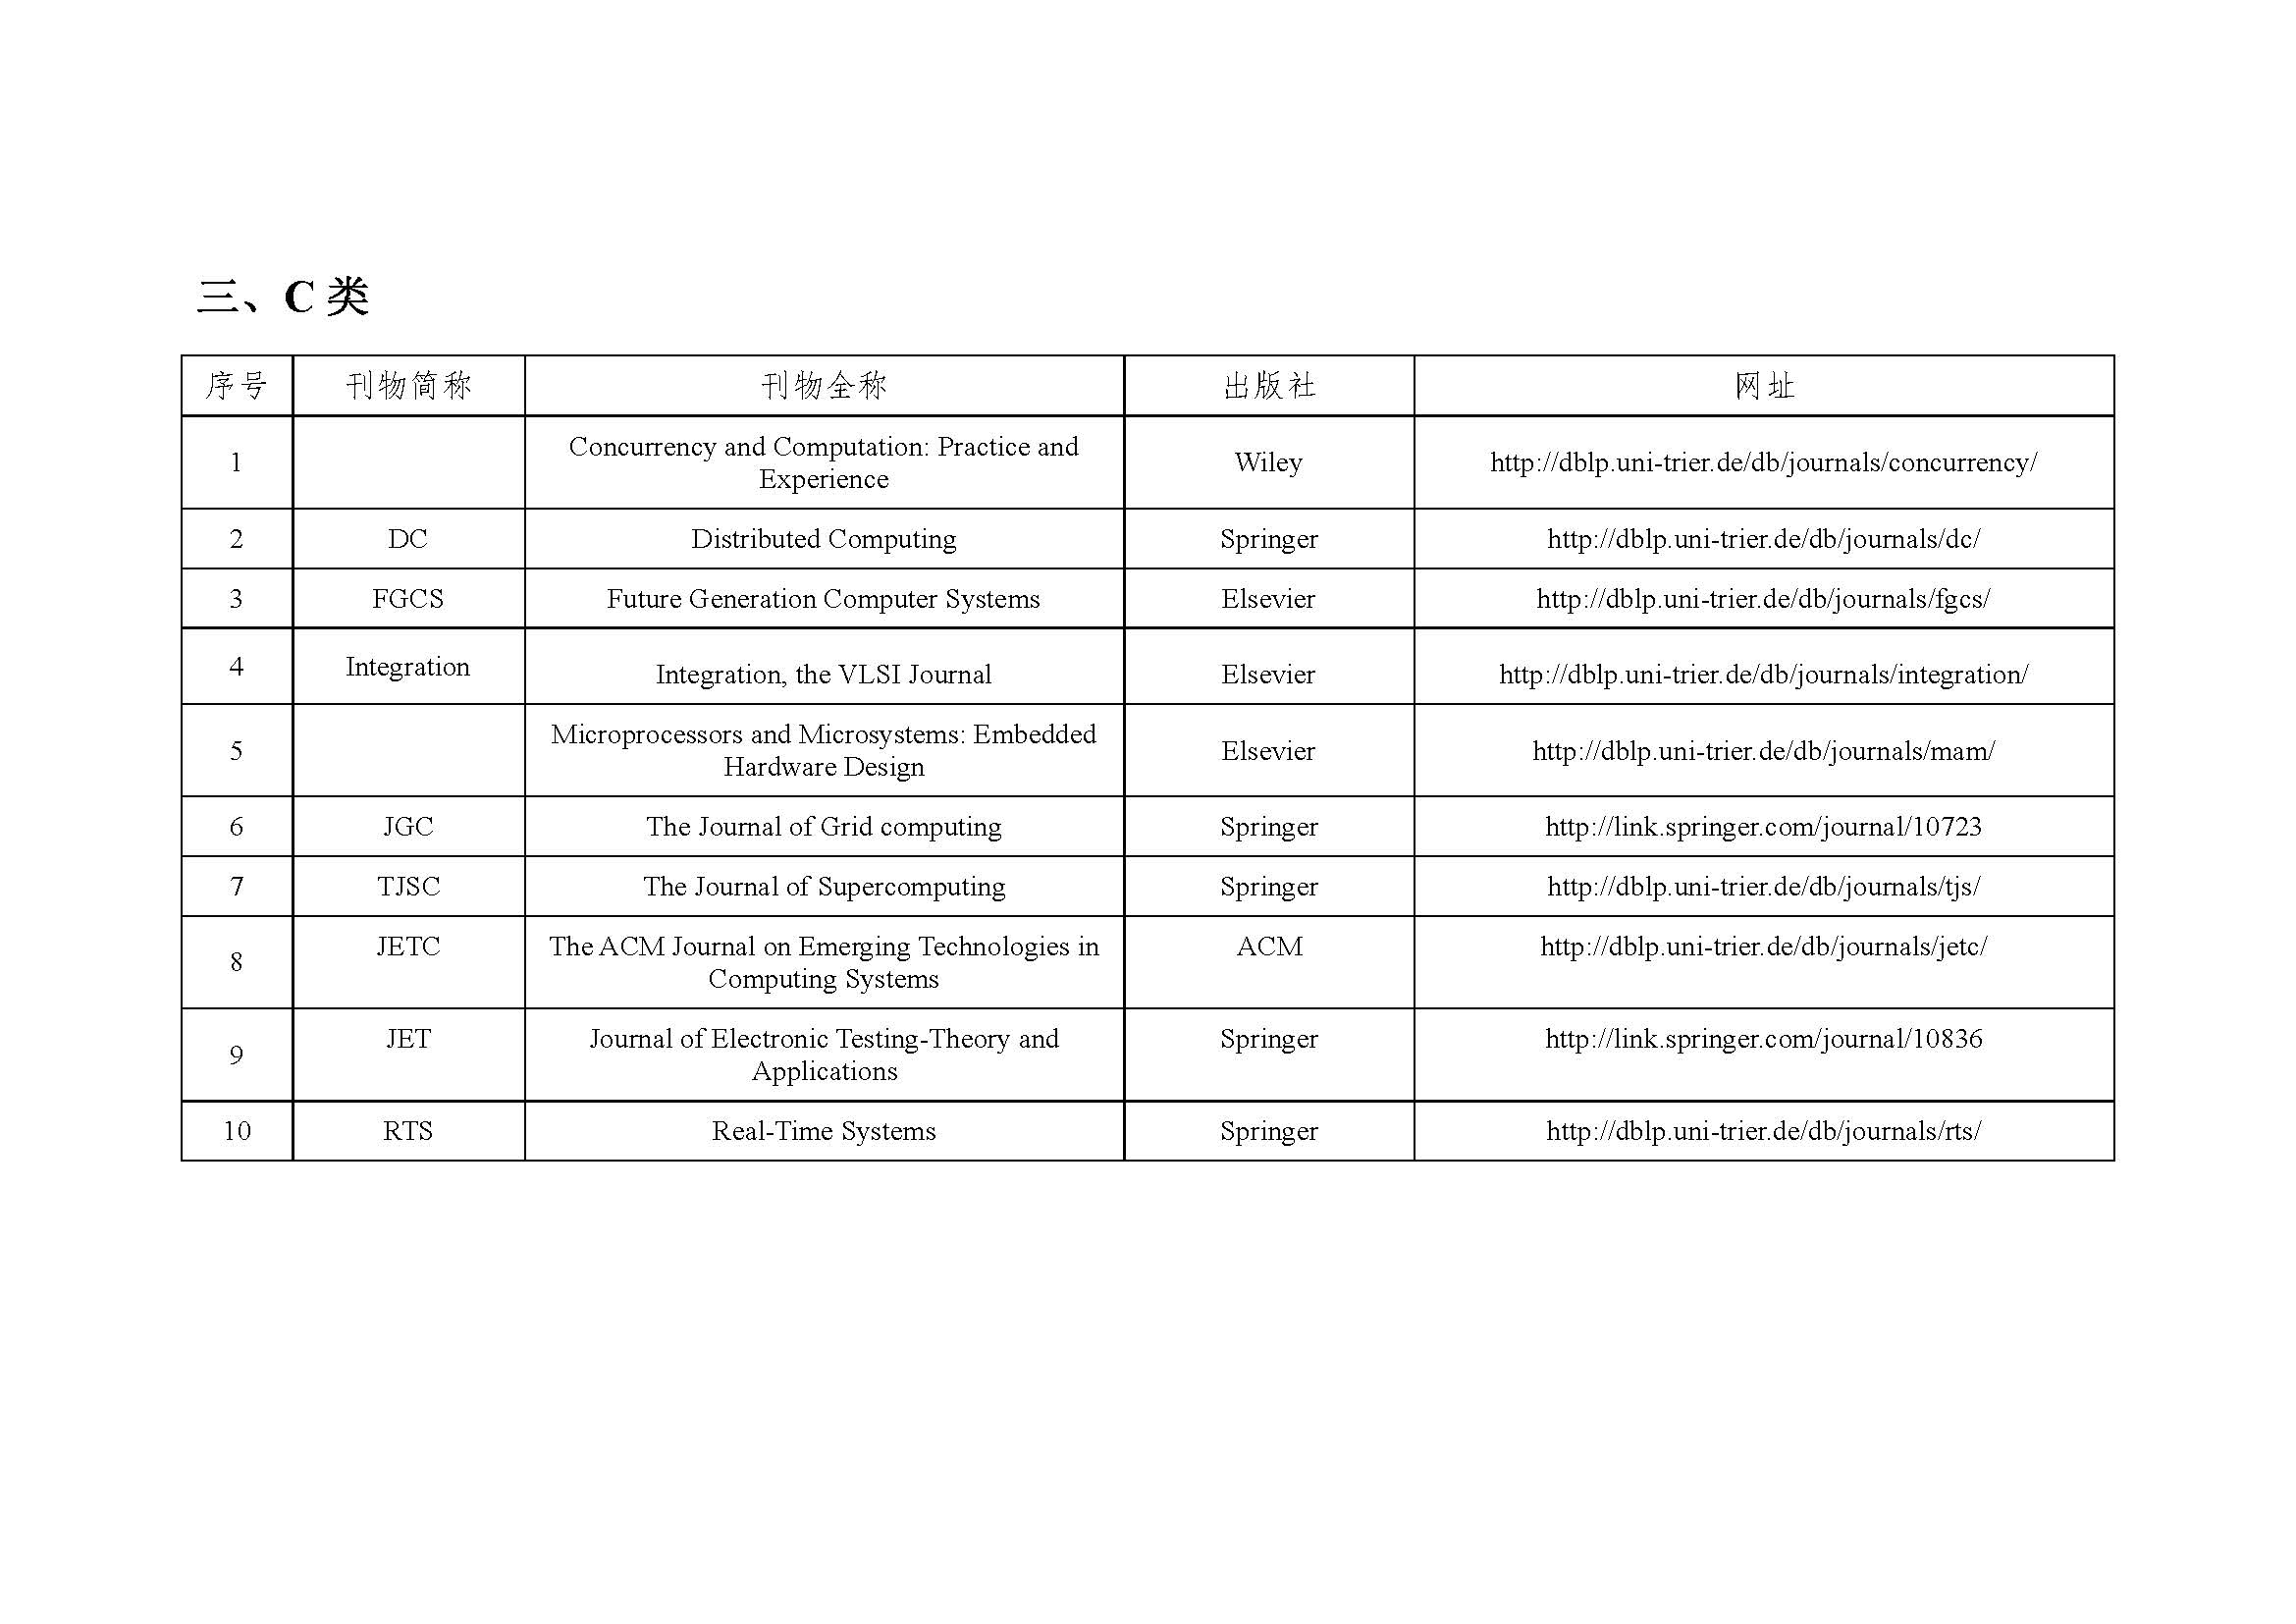 三、C 类
序号 刊物简称 刊物全称 出版社 网址
1 Concurrency and Computation: Practice and Wiley http://dblp.uni-trier.de/db/journals/concurrency/
Experience
2 DC Distributed Computing Springer http://dblp.uni-trier.de/db/journals/dc/
3 FGCS Future Generation Computer Systems Elsevier http://dblp.uni-trier.de/db/journals/fgcs/
4 Integration Integration, the VLSI Journal Elsevier http://dblp.uni-trier.de/db/journals/integration/
5 Microprocessors and Microsystems: Embedded Elsevier http://dblp.uni-trier.de/db/journals/mam/
Hardware Design
6 JGC The Journal of Grid computing Springer http://link.springer.com/journal/10723
7 TJSC The Journal of Supercomputing Springer http://dblp.uni-trier.de/db/journals/tjs/
8 JETC The ACM Journal on Emerging Technologies in ACM http://dblp.uni-trier.de/db/journals/jetc/
Computing Systems
9 JET Journal of Electronic Testing-Theory and Springer http://link.springer.com/journal/10836
Applications
10 RTS Real-Time Systems Springer http://dblp.uni-trier.de/db/journals/rts/